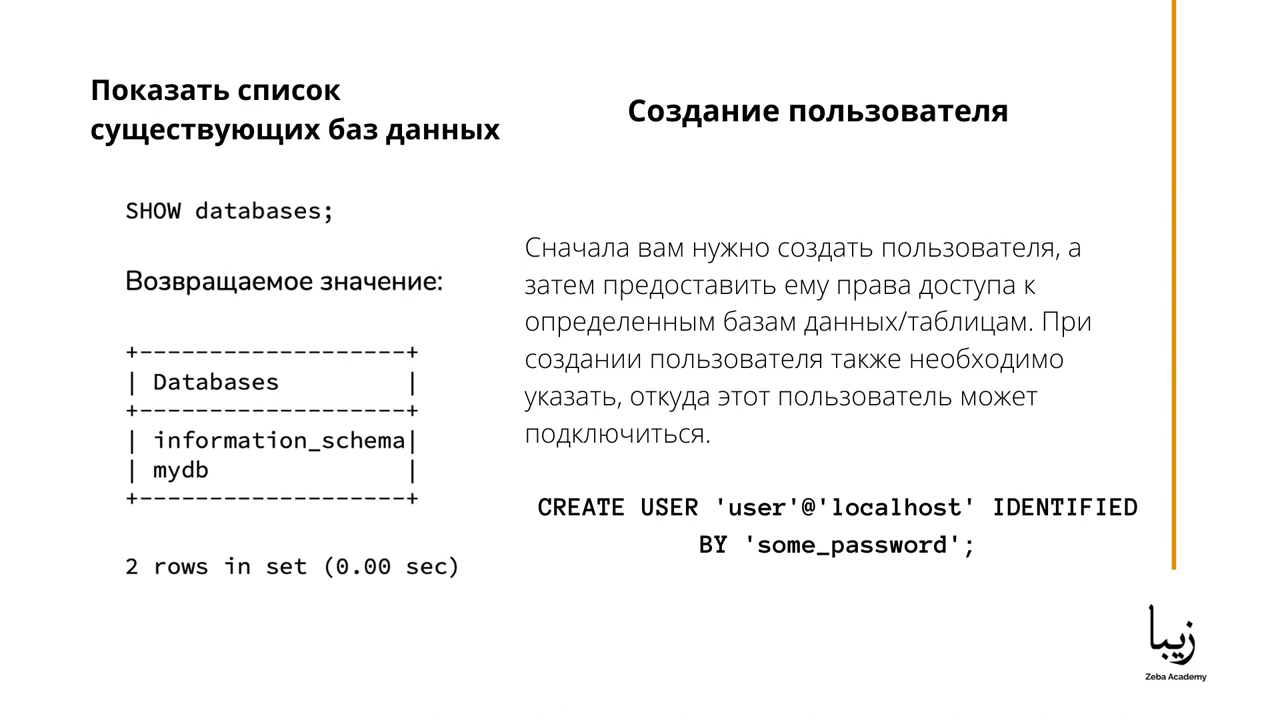 Показать список
существующих баз данных
SHOW databases;
Возвращаемое значение:
+-------------------+
| Databases         |
+-------------------+
| information_schema|
| mydb              |
+-------------------+
2 rows in set (0.00 sec)
Создание пользователя
Сначала вам нужно создать пользователя, а
затем предоставить ему права доступа к
определенным базам данных/таблицам. При
создании пользователя также необходимо
указать, откуда этот пользователь может
подключиться.
CREATE USER 'user'@'localhost' IDENTIFIED
BY 'some_password';
زیبا
Zeba Academy